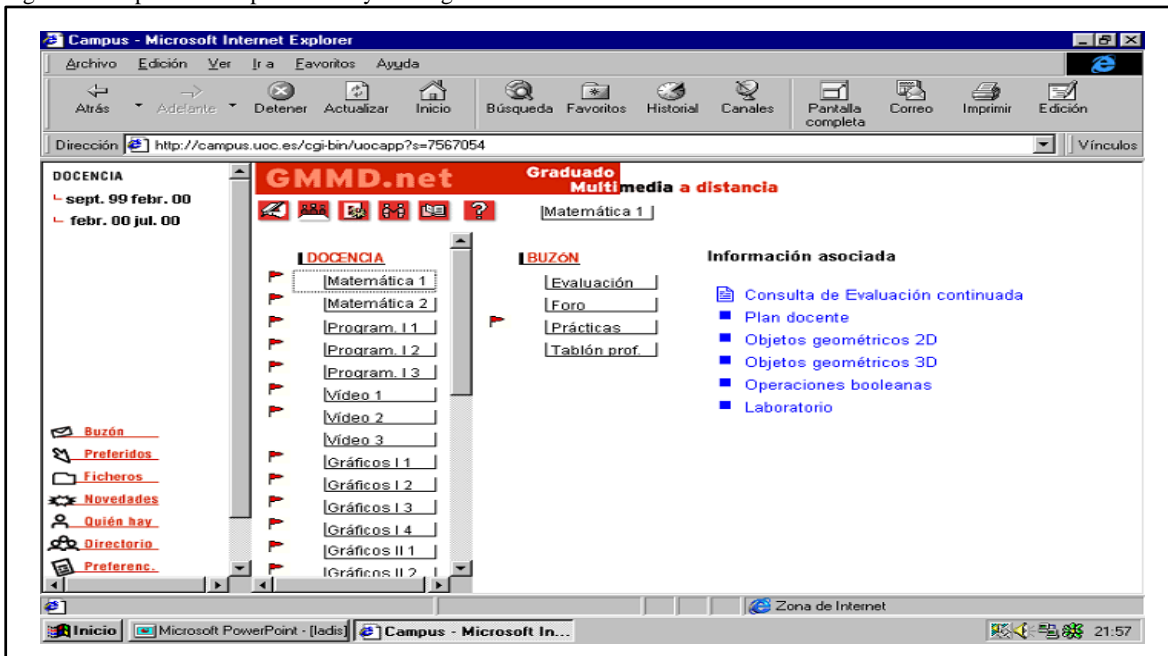 Campus - Microsoft Internet Explorer
Archivo Edición Ver Ir a Favoritos Ayuda
Atrás Adelante Detener Actualizar Inicio Búsqueda Favoritos Historial Canales Pantalla completa Correo Imprimir Edición
Dirección http://campus.uoc.es/cgi-bin/uocapp?s=7567054 Vínculos
DOCENCIA
sept. 99 febr. 00
febr. 00 jul. 00
Buzón
Preferidos
Ficheros
Novedades
Quién hay
Directorio
Preferenc.
GMMD.net
Graduado
Multimedia a distancia
Matemática 1
DOCENCIA
Matemática 1
Matemática 2
Program. I 1
Program. I 2
Program. I 3
Vídeo 1
Vídeo 2
Vídeo 3
Gráficos I 1
Gráficos I 2
Gráficos I 3
Gráficos I 4
Gráficos II 1
Gráficos II 2
BUZóN
Evaluación
Foro
Prácticas
Tablón prof.
Información asociada
Consulta de Evaluación continuada
Plan docente
Objetos geométricos 2D
Objetos geométricos 3D
Operaciones booleanas
Laboratorio
Zona de Internet
Inicio Microsoft PowerPoint - [ladis] Campus - Microsoft In... 21:57